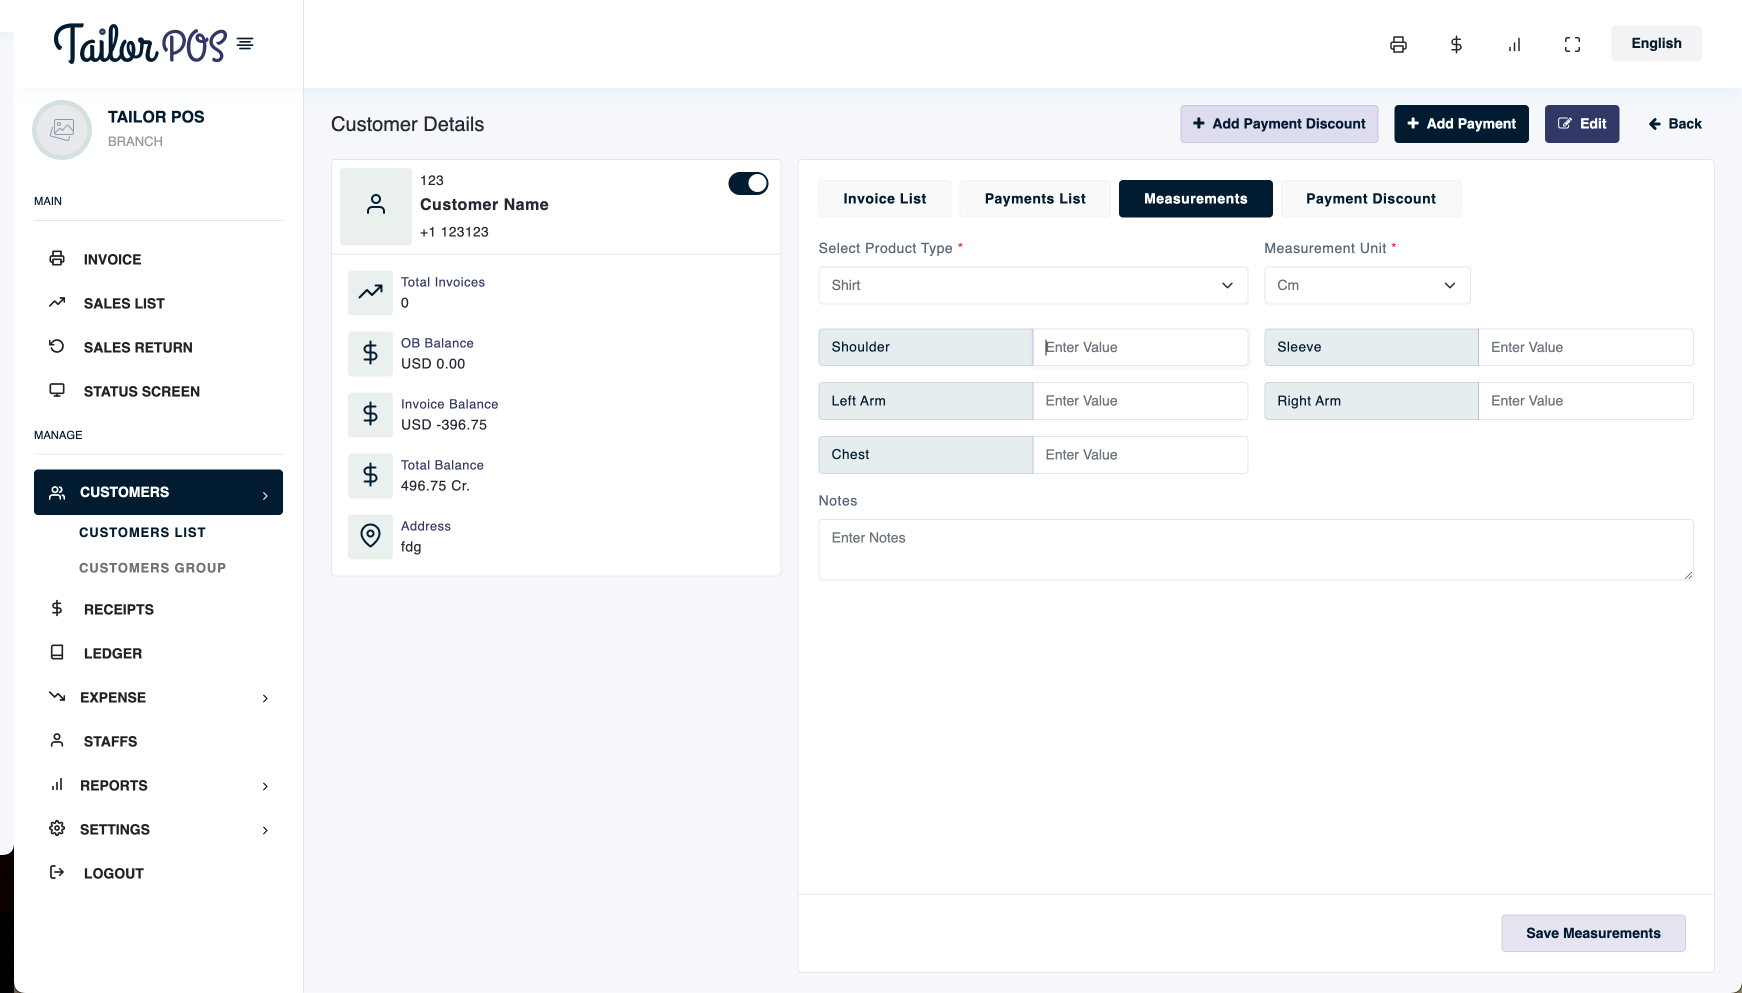 Tailor POS
English
TAILOR POS
BRANCH
MAIN
INVOICE
SALES LIST
SALES RETURN
STATUS SCREEN
MANAGE
CUSTOMERS
CUSTOMERS LIST
CUSTOMERS GROUP
RECEIPTS
LEDGER
EXPENSE
STAFFS
REPORTS
SETTINGS
LOGOUT
Customer Details
+ Add Payment Discount
+ Add Payment
Edit
Back
123
Customer Name
+1 123123
Total Invoices
0
OB Balance
USD 0.00
Invoice Balance
USD -396.75
Total Balance
496.75 Cr.
Address
fdg
Invoice List
Payments List
Measurements
Payment Discount
Select Product Type *
Measurement Unit *
Shirt
Cm
Shoulder
Enter Value
Sleeve
Enter Value
Left Arm
Enter Value
Right Arm
Enter Value
Chest
Enter Value
Notes
Enter Notes
Save Measurements